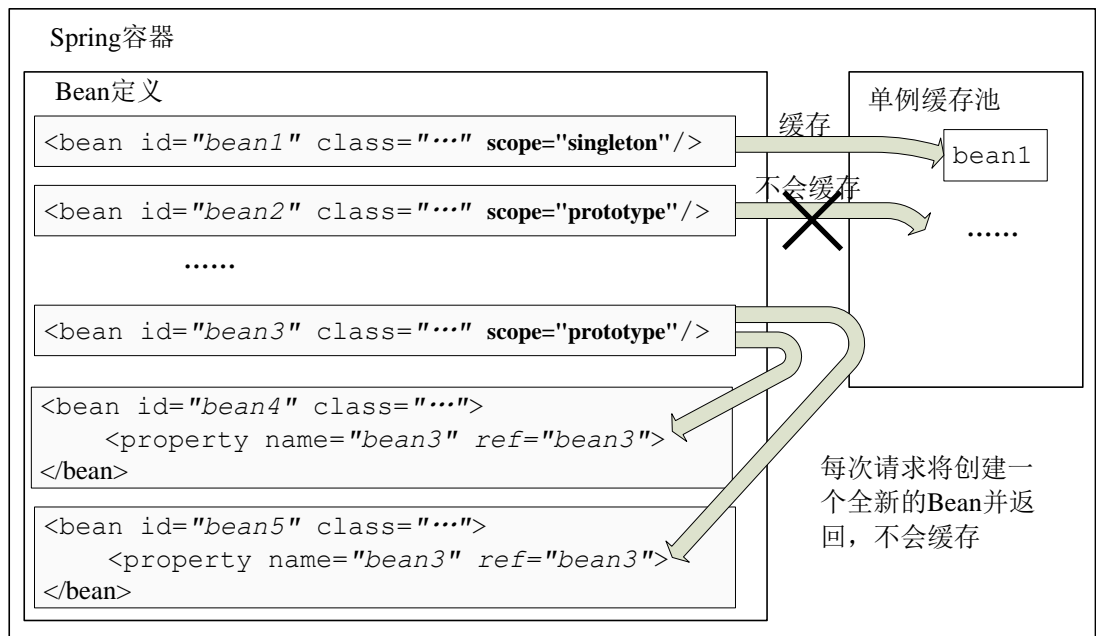 Spring容器
Bean定义
<bean id="bean1" class="…" scope="singleton"/>
缓存
单例缓存池
bean1
<bean id="bean2" class="…" scope="prototype"/>
不会缓存
……
……
<bean id="bean3" class="…" scope="prototype"/>
<bean id="bean4" class="…">
<property name="bean3" ref="bean3">
</bean>
<bean id="bean5" class="…">
<property name="bean3" ref="bean3">
</bean>
每次请求将创建一
个全新的Bean并返
回，不会缓存